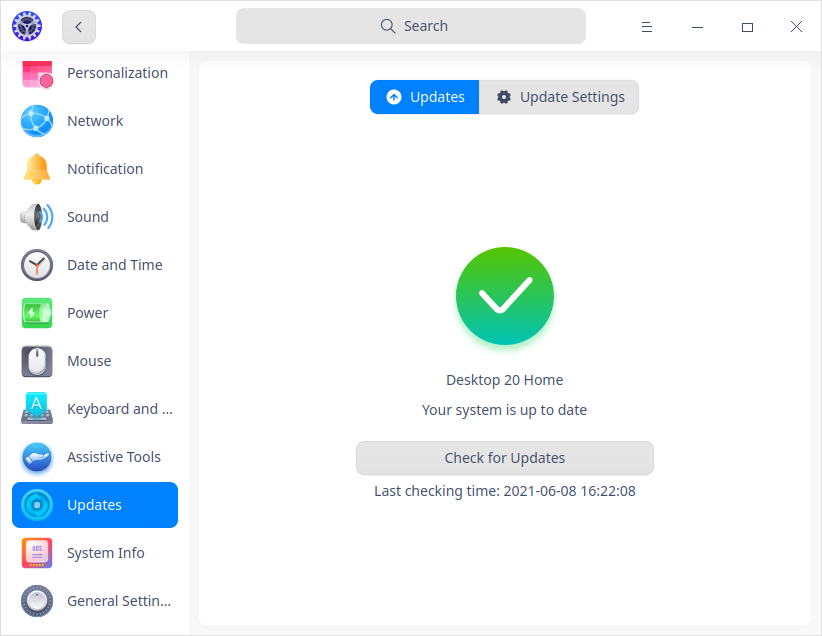 Search
Personalization
Network
Notification
Sound
Date and Time
Power
Mouse
Keyboard and ...
Assistive Tools
Updates
System Info
General Settin...
Updates
Update Settings
Desktop 20 Home
Your system is up to date
Check for Updates
Last checking time: 2021-06-08 16:22:08